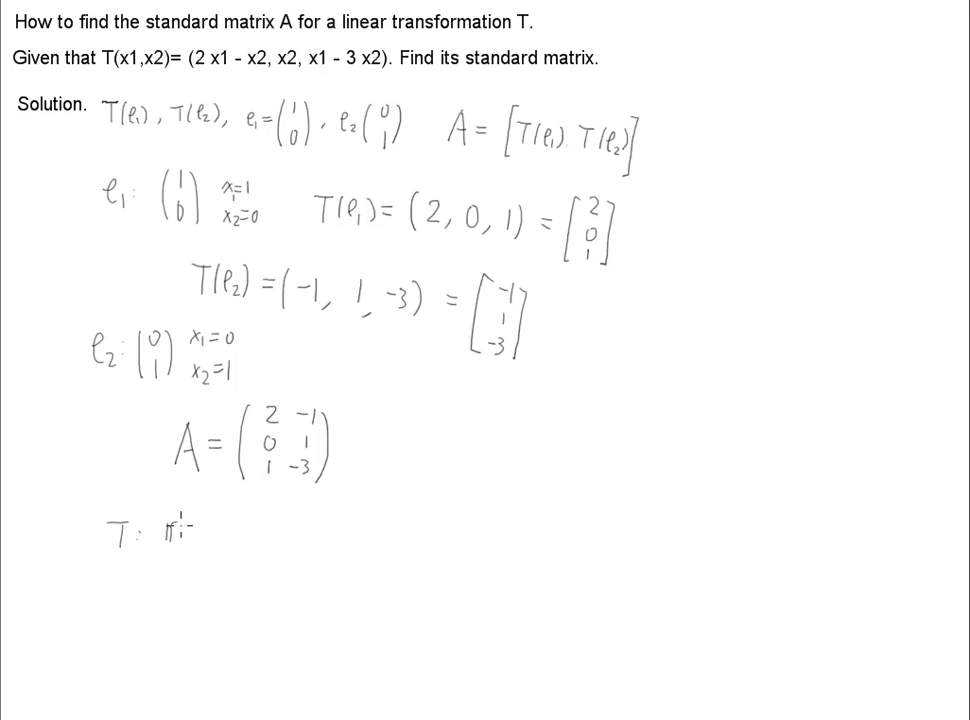 How to find the standard matrix A for a linear transformation T.
Given that T(x1,x2)= (2 x1 - x2, x2, x1 - 3 x2). Find its standard matrix.
Solution. T(e₁), T(e₂), e₁=(1 0), e₂(0 1) A = [T(e₁) T(e₂)]
e₁: (1 0) x₁=1 x₂=0 T(e₁)= (2, 0, 1) = [2 0 1]
T(e₂) = (-1, 1, -3) = [-1 1 -3]
e₂: (0 1) x₁=0 x₂=1
A = (2 -1
0 1
1 -3)
T: